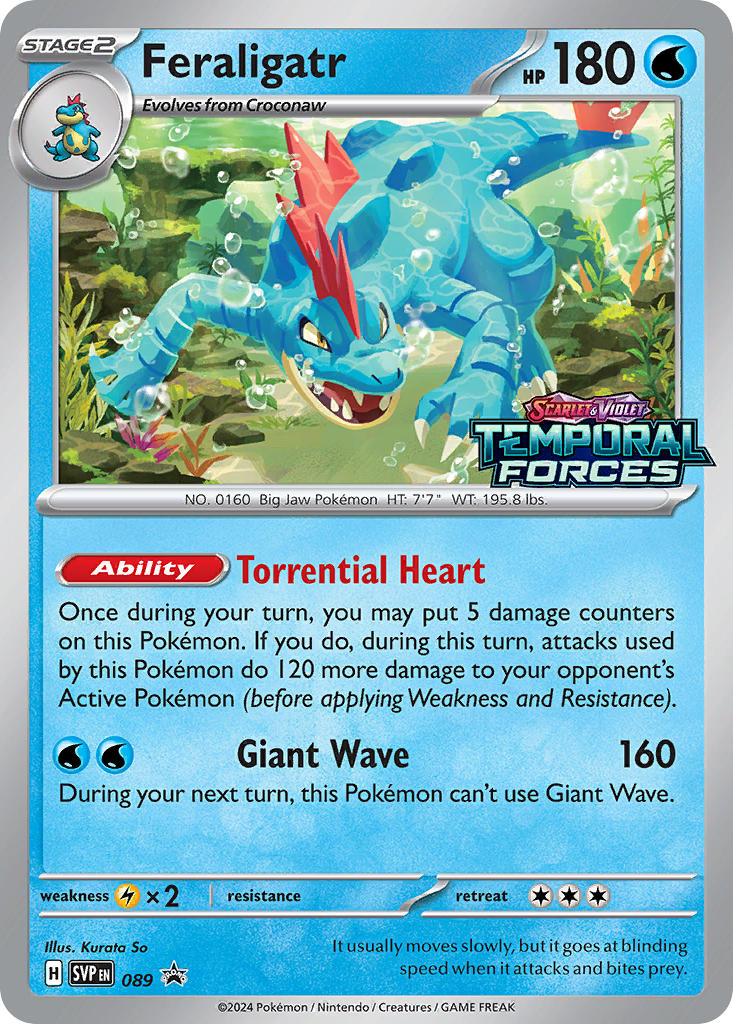 STAGE2
Feraligatr
HP 180
Evolves from Croconaw
SCARLET & VIOLET
TEMPORAL
FORCES
NO. 0160 Big Jaw Pokémon HT: 7'7" WT: 195.8 lbs.
Ability Torrential Heart
Once during your turn, you may put 5 damage counters
on this Pokémon. If you do, during this turn, attacks used
by this Pokémon do 120 more damage to your opponent's
Active Pokémon (before applying Weakness and Resistance).
Giant Wave 160
During your next turn, this Pokémon can't use Giant Wave.
weakness ×2 resistance retreat
Illus. Kurata So
H SVP EN 089 PROMO
It usually moves slowly, but it goes at blinding
speed when it attacks and bites prey.
©2024 Pokémon / Nintendo / Creatures / GAME FREAK